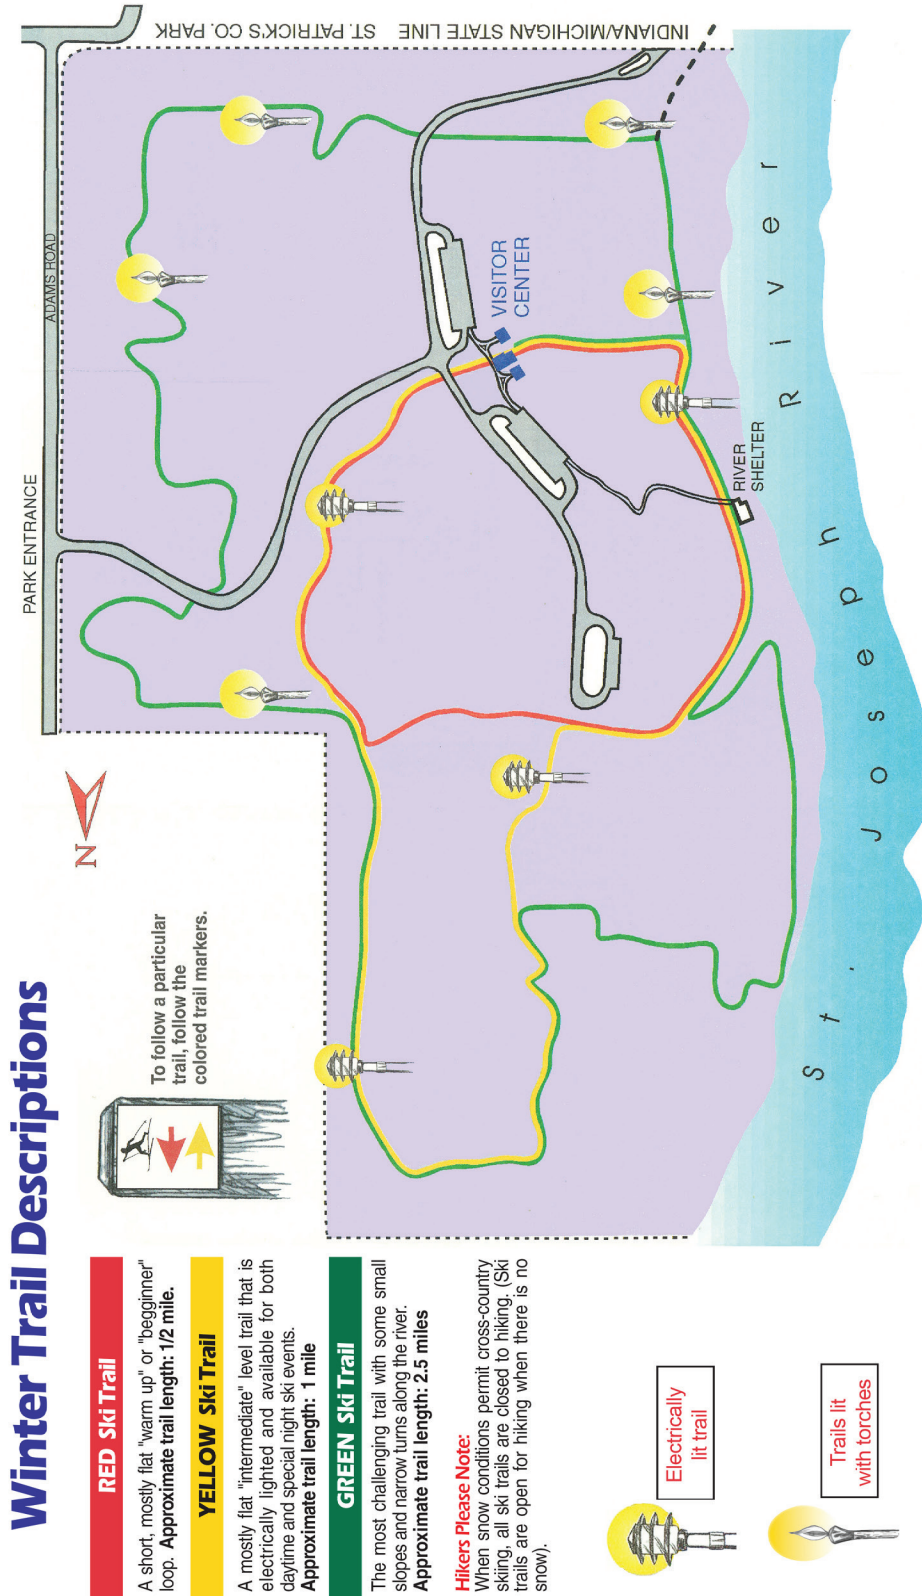 Winter Trail Descriptions
RED Ski Trail
A short, mostly flat "warm up" or "begginner"
loop. Approximate trail length: 1/2 mile.
YELLOW Ski Trail
A mostly flat "intermediate" level trail that is
electrically lighted and available for both
daytime and special night ski events.
Approximate trail length: 1 mile
GREEN Ski Trail
The most challenging trail with some small
slopes and narrow turns along the river.
Approximate trail length: 2.5 miles
Hikers Please Note:
When snow conditions permit cross-country
skiing, all ski trails are closed to hiking. (Ski
trails are open for hiking when there is no
snow).
Electrically
lit trail
Trails lit
with torches
To follow a particular
trail, follow the
colored trail markers.
N
PARK ENTRANCE
ADAMS ROAD
ST. PATRICK'S CO. PARK
INDIANA/MICHIGAN STATE LINE
VISITOR
CENTER
RIVER
SHELTER
St. Joseph River